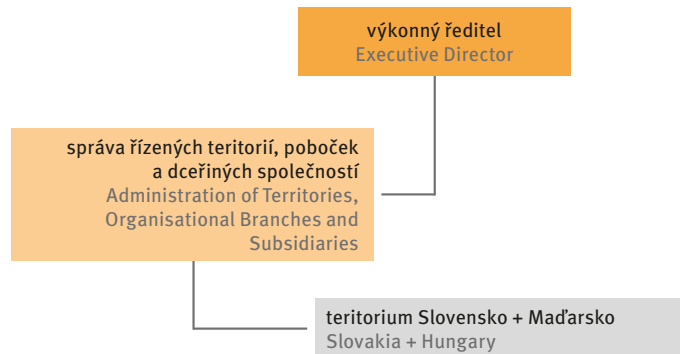 výkonný ředitel
Executive Director
správa řízených teritorií, poboček
a dceřiných společností
Administration of Territories,
Organisational Branches and
Subsidiaries
teritorium Slovensko + Maďarsko
Slovakia + Hungary